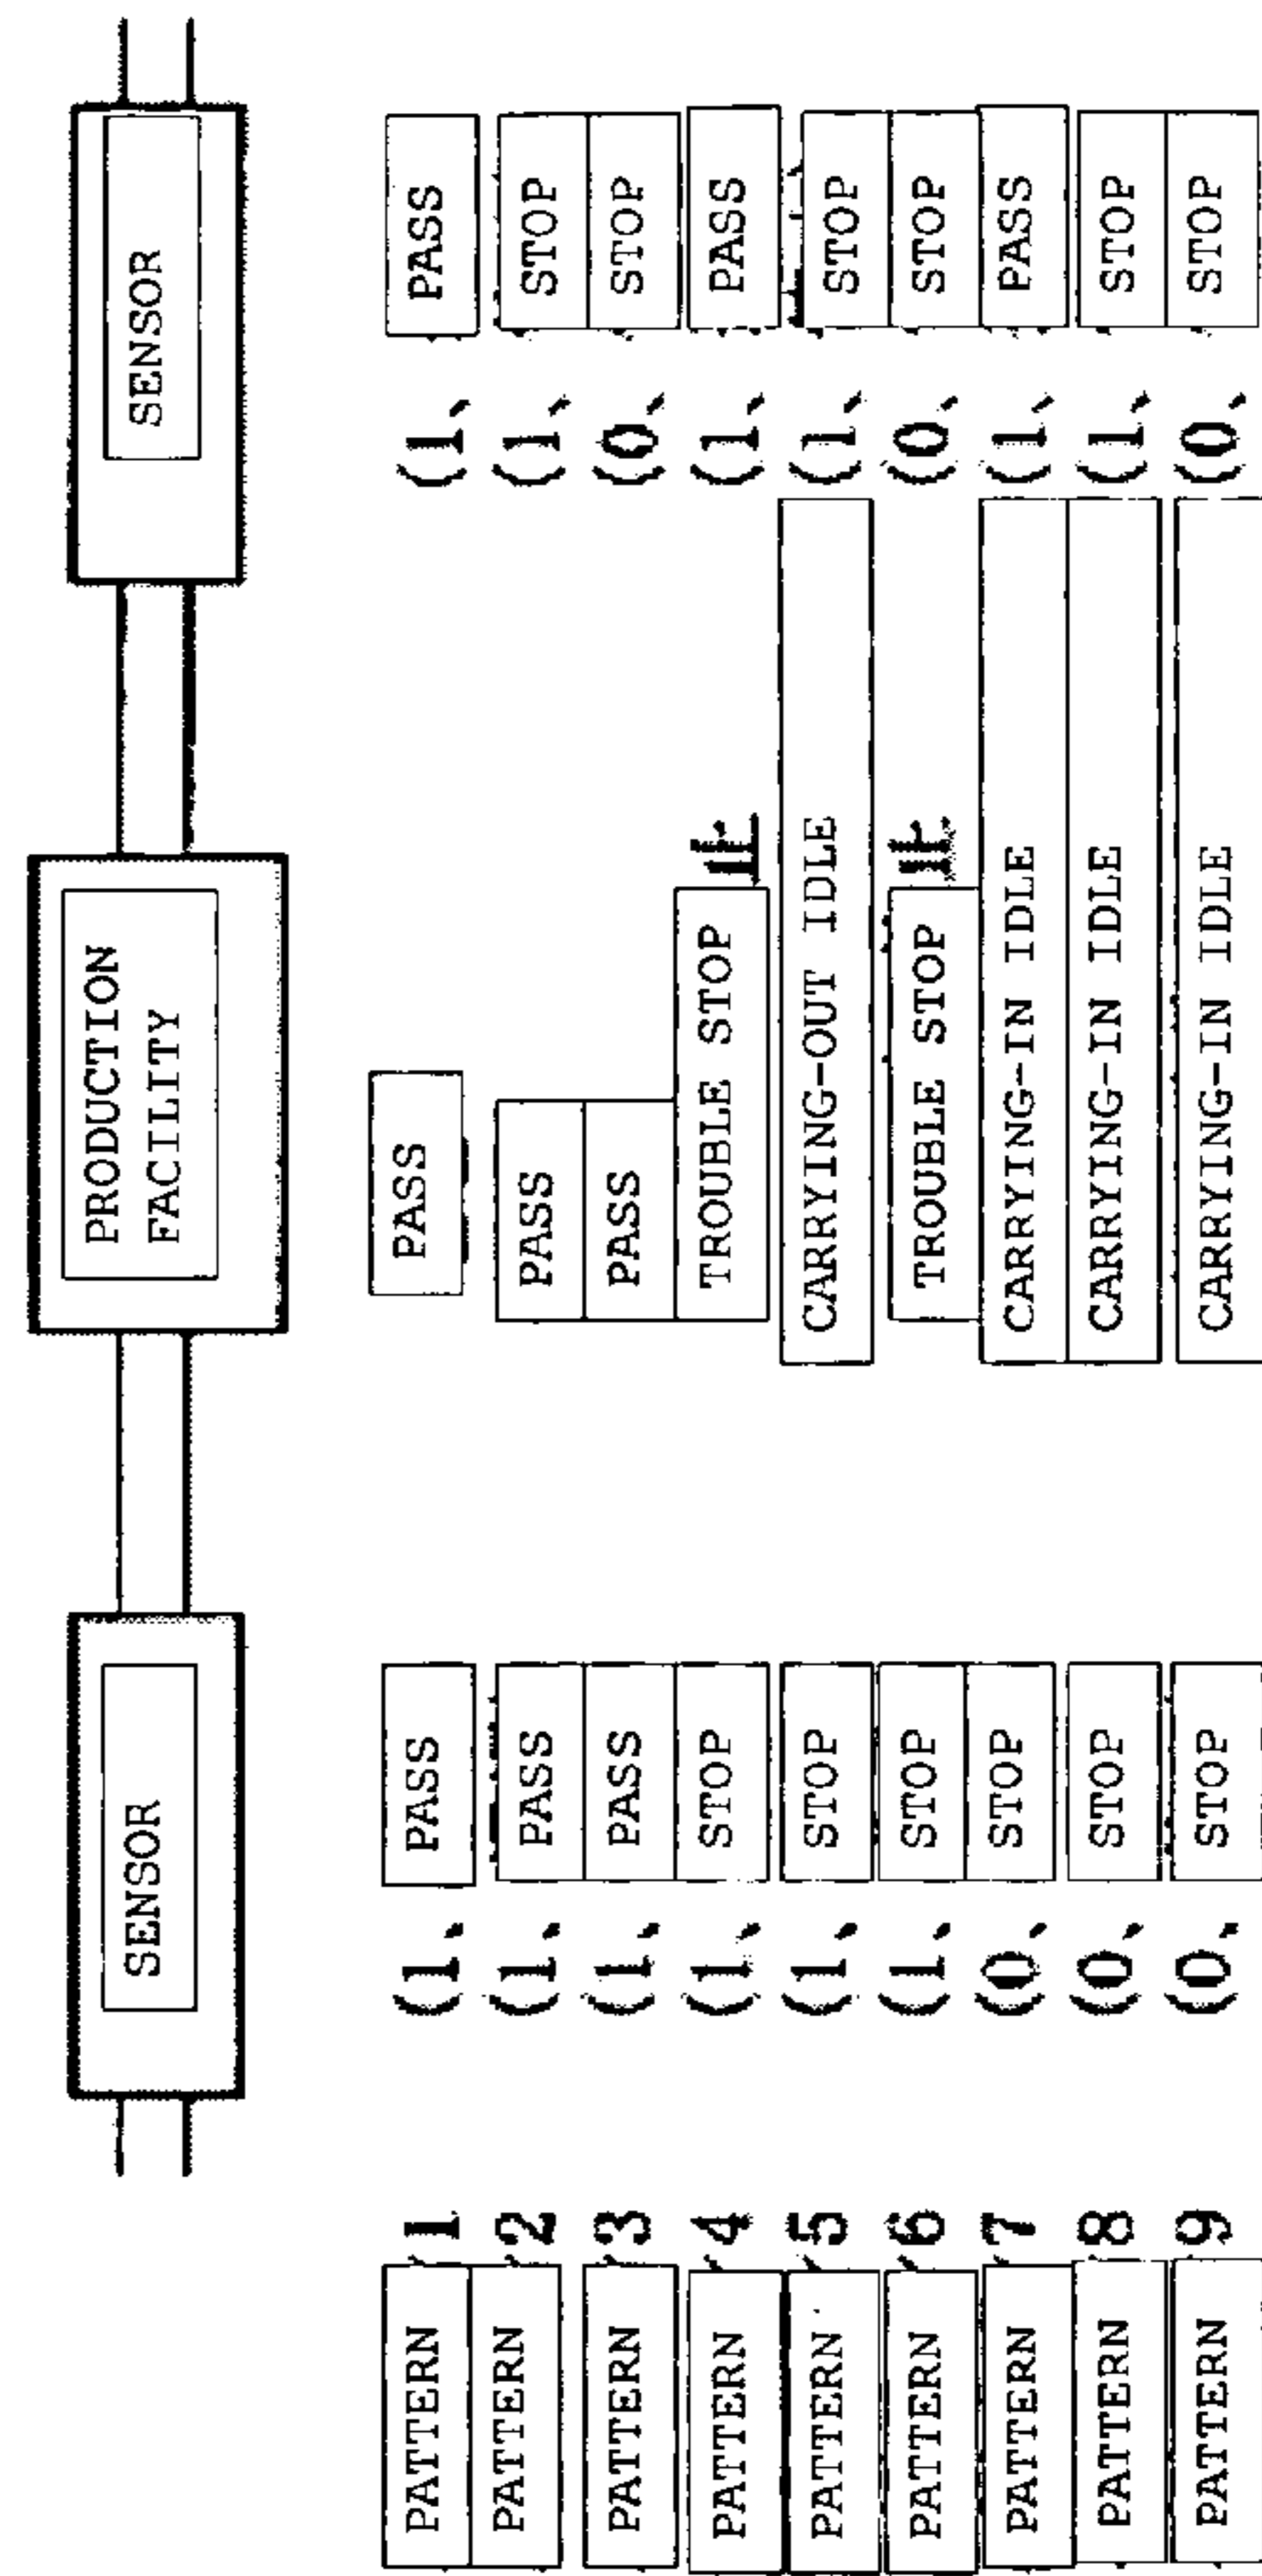 SENSOR PRODUCTION FACILITY SENSOR
PATTERN 1 (1, PASS PASS (1, PASS
PATTERN 2 (1, PASS PASS (1, STOP
PATTERN 3 (1, PASS PASS (0, STOP
PATTERN 4 (1, STOP TROUBLE STOP 止 (1, PASS
PATTERN 5 (1, STOP CARRYING-OUT IDLE (1, STOP
PATTERN 6 (1, STOP TROUBLE STOP 止 (0, STOP
PATTERN 7 (0, STOP CARRYING-IN IDLE (1, PASS
PATTERN 8 (0, STOP CARRYING-IN IDLE (1, STOP
PATTERN 9 (0, STOP CARRYING-IN IDLE (0, STOP